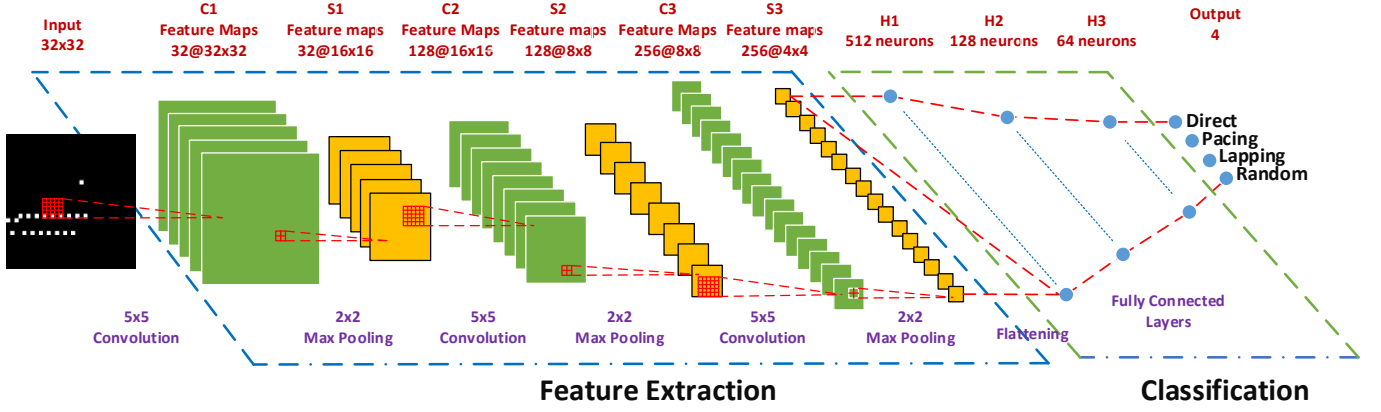 Input
32x32
C1
Feature Maps
32@32x32
S1
Feature maps
32@16x16
C2
Feature Maps
128@16x16
S2
Feature maps
128@8x8
C3
Feature Maps
256@8x8
S3
Feature maps
256@4x4
H1
512 neurons
H2
128 neurons
H3
64 neurons
Output
4
Direct
Pacing
Lapping
Random
5x5
Convolution
2x2
Max Pooling
5x5
Convolution
2x2
Max Pooling
5x5
Convolution
2x2
Max Pooling
Flattening
Fully Connected
Layers
Feature Extraction
Classification